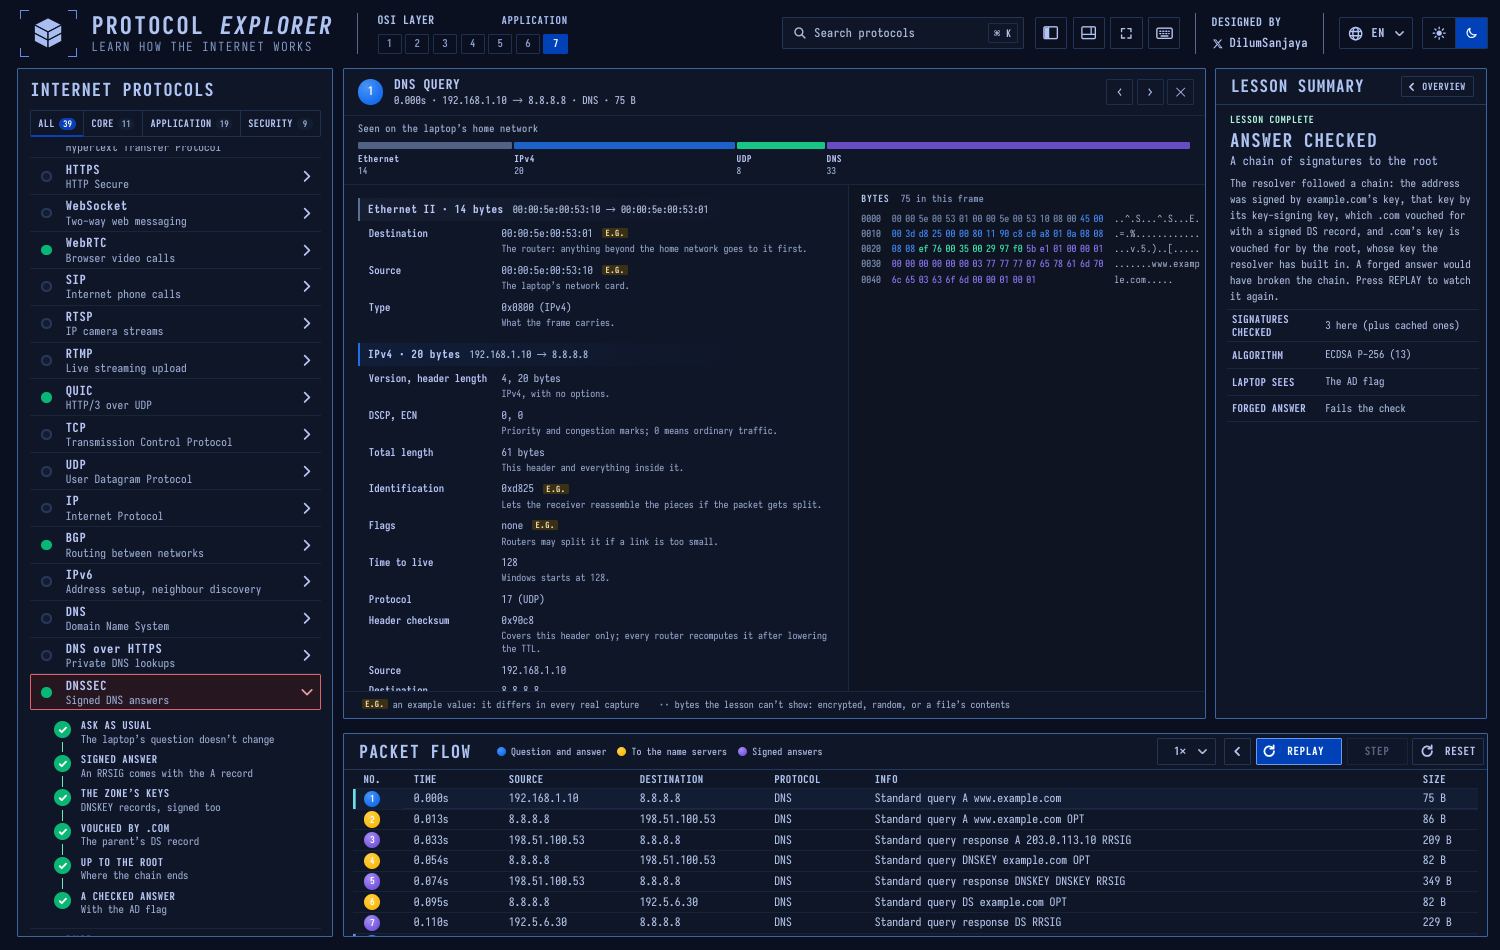 PROTOCOL EXPLORER
LEARN HOW THE INTERNET WORKS
OSI LAYER APPLICATION
1 2 3 4 5 6 7
Search protocols ⌘ K
DESIGNED BY
DilumSanjaya
EN
INTERNET PROTOCOLS
ALL 39 CORE 11 APPLICATION 19 SECURITY 9
Hypertext Transfer Protocol
HTTPS
HTTP Secure
WebSocket
Two-way web messaging
WebRTC
Browser video calls
SIP
Internet phone calls
RTSP
IP camera streams
RTMP
Live streaming upload
QUIC
HTTP/3 over UDP
TCP
Transmission Control Protocol
UDP
User Datagram Protocol
IP
Internet Protocol
BGP
Routing between networks
IPv6
Address setup, neighbour discovery
DNS
Domain Name System
DNS over HTTPS
Private DNS lookups
DNSSEC
Signed DNS answers
ASK AS USUAL
The laptop's question doesn't change
SIGNED ANSWER
An RRSIG comes with the A record
THE ZONE'S KEYS
DNSKEY records, signed too
VOUCHED BY .COM
The parent's DS record
UP TO THE ROOT
Where the chain ends
A CHECKED ANSWER
With the AD flag
1 DNS QUERY
0.000s · 192.168.1.10 → 8.8.8.8 · DNS · 75 B
Seen on the laptop's home network
Ethernet IPv4 UDP DNS
14 20 8 33
Ethernet II · 14 bytes 00:00:5e:00:53:10 → 00:00:5e:00:53:01
Destination 00:00:5e:00:53:01 E.G.
The router: anything beyond the home network goes to it first.
Source 00:00:5e:00:53:10 E.G.
The laptop's network card.
Type 0x0800 (IPv4)
What the frame carries.
IPv4 · 20 bytes 192.168.1.10 → 8.8.8.8
Version, header length 4, 20 bytes
IPv4, with no options.
DSCP, ECN 0, 0
Priority and congestion marks; 0 means ordinary traffic.
Total length 61 bytes
This header and everything inside it.
Identification 0xd825 E.G.
Lets the receiver reassemble the pieces if the packet gets split.
Flags none E.G.
Routers may split it if a link is too small.
Time to live 128
Windows starts at 128.
Protocol 17 (UDP)
Header checksum 0x90c8
Covers this header only; every router recomputes it after lowering
the TTL.
Source 192.168.1.10
Destination 8.8.8.8
BYTES 75 in this frame
0000 00 00 5e 00 53 01 00 00 5e 00 53 10 08 00 45 00 ..^.S...^.S...E.
0010 00 3d d8 25 00 00 80 11 90 c8 c0 a8 01 0a 08 08 .=.%............
0020 08 08 ef 76 00 35 00 29 97 f0 5b e1 01 00 00 01 ...v.5.)..[.....
0030 00 00 00 00 00 00 03 77 77 77 07 65 78 61 6d 70 .......www.examp
0040 6c 65 03 63 6f 6d 00 00 01 00 01 le.com.....
E.G. an example value: it differs in every real capture ·· bytes the lesson can't show: encrypted, random, or a file's contents
LESSON SUMMARY OVERVIEW
LESSON COMPLETE
ANSWER CHECKED
A chain of signatures to the root
The resolver followed a chain: the address
was signed by example.com's key, that key by
its key-signing key, which .com vouched for
with a signed DS record, and .com's key is
vouched for by the root, whose key the
resolver has built in. A forged answer would
have broken the chain. Press REPLAY to watch
it again.
SIGNATURES
CHECKED 3 here (plus cached ones)
ALGORITHM ECDSA P-256 (13)
LAPTOP SEES The AD flag
FORGED ANSWER Fails the check
PACKET FLOW Question and answer To the name servers Signed answers 1× REPLAY STEP RESET
NO. TIME SOURCE DESTINATION PROTOCOL INFO SIZE
1 0.000s 192.168.1.10 8.8.8.8 DNS Standard query A www.example.com 75 B
2 0.013s 8.8.8.8 198.51.100.53 DNS Standard query A www.example.com OPT 86 B
3 0.033s 198.51.100.53 8.8.8.8 DNS Standard query response A 203.0.113.10 RRSIG 209 B
4 0.054s 8.8.8.8 198.51.100.53 DNS Standard query DNSKEY example.com OPT 82 B
5 0.074s 198.51.100.53 8.8.8.8 DNS Standard query response DNSKEY DNSKEY RRSIG 349 B
6 0.095s 8.8.8.8 192.5.6.30 DNS Standard query DS example.com OPT 82 B
7 0.110s 192.5.6.30 8.8.8.8 DNS Standard query response DS RRSIG 229 B